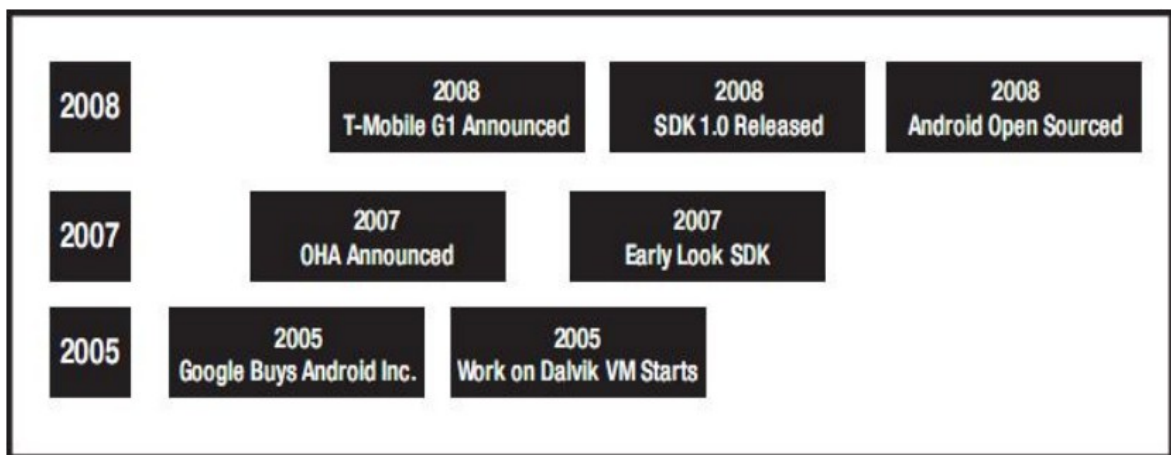 2008
2008
T-Mobile G1 Announced
2008
SDK 1.0 Released
2008
Android Open Sourced
2007
2007
OHA Announced
2007
Early Look SDK
2005
2005
Google Buys Android Inc.
2005
Work on Dalvik VM Starts